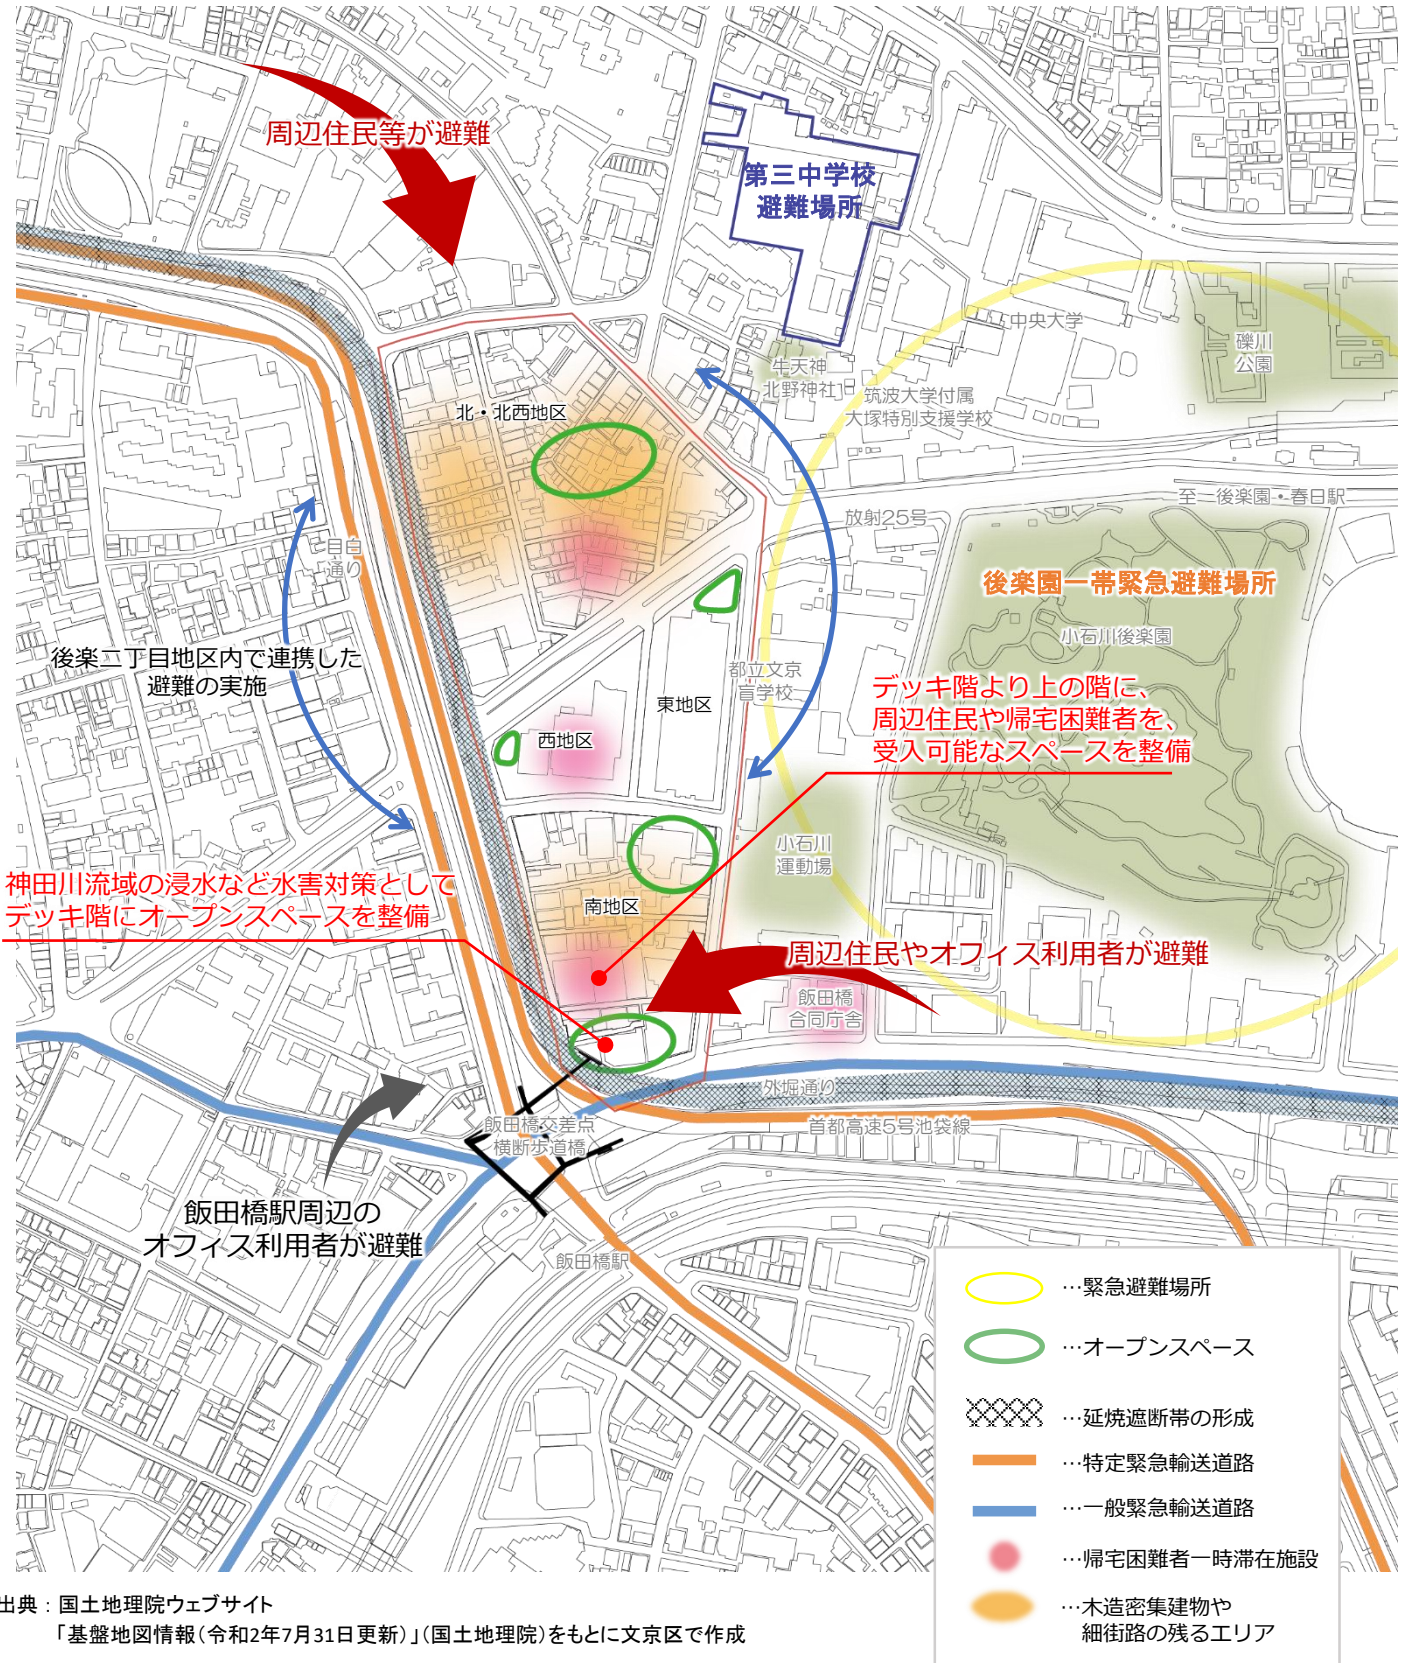 周辺住民等が避難
第三中学校
避難場所
中央大学
礫川
公園
牛天神
北野神社
筑波大学付属
大塚特別支援学校
北・北西地区
至 後楽園・春日駅
放射25号
目白
通り
後楽園一帯緊急避難場所
小石川後楽園
後楽二丁目地区内で連携した
避難の実施
都立文京
盲学校
東地区
西地区
デッキ階より上の階に、
周辺住民や帰宅困難者を、
受入可能なスペースを整備
小石川
運動場
神田川流域の浸水など水害対策として
デッキ階にオープンスペースを整備
南地区
周辺住民やオフィス利用者が避難
飯田橋
合同庁舎
外堀通り
首都高速5号池袋線
飯田橋交差点
横断歩道橋
飯田橋駅周辺の
オフィス利用者が避難
飯田橋駅
…緊急避難場所
…オープンスペース
…延焼遮断帯の形成
…特定緊急輸送道路
…一般緊急輸送道路
…帰宅困難者一時滞在施設
…木造密集建物や
細街路の残るエリア
出典：国土地理院ウェブサイト
「基盤地図情報(令和2年7月31日更新)」(国土地理院)をもとに文京区で作成